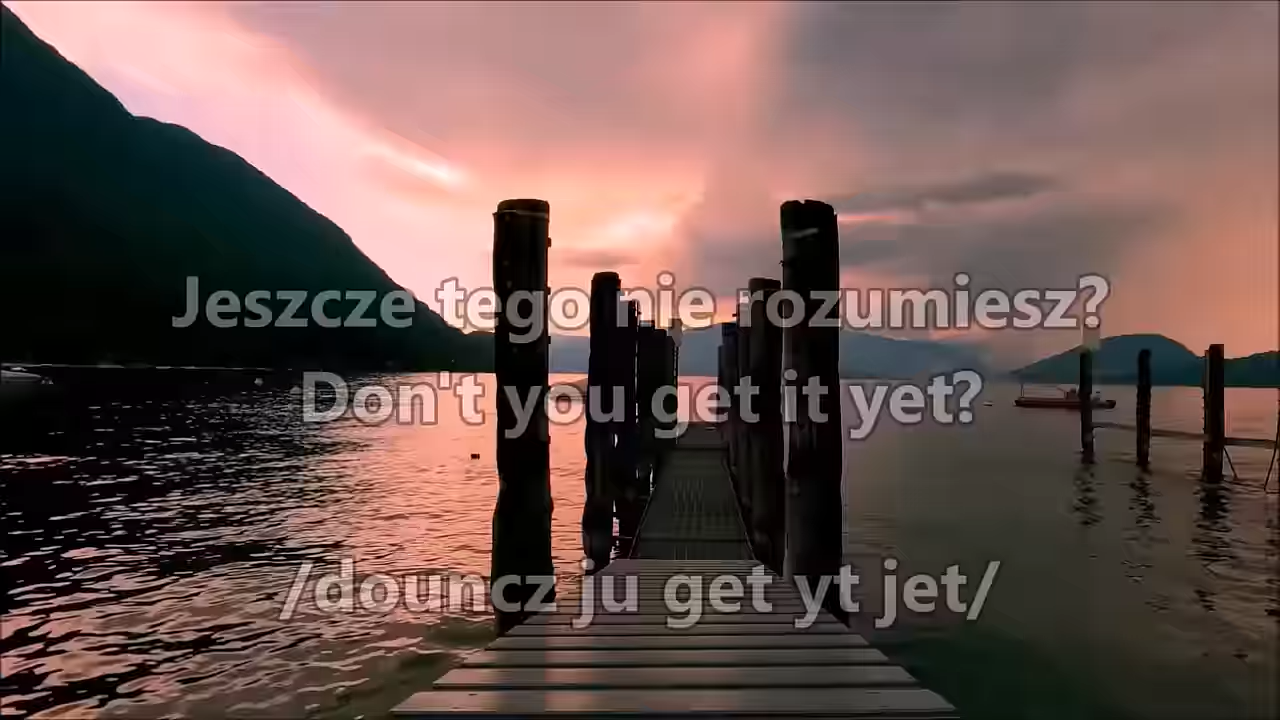 Jeszcze tego nie rozumiesz?
Don't you get it yet?
/douncz ju get yt jet/